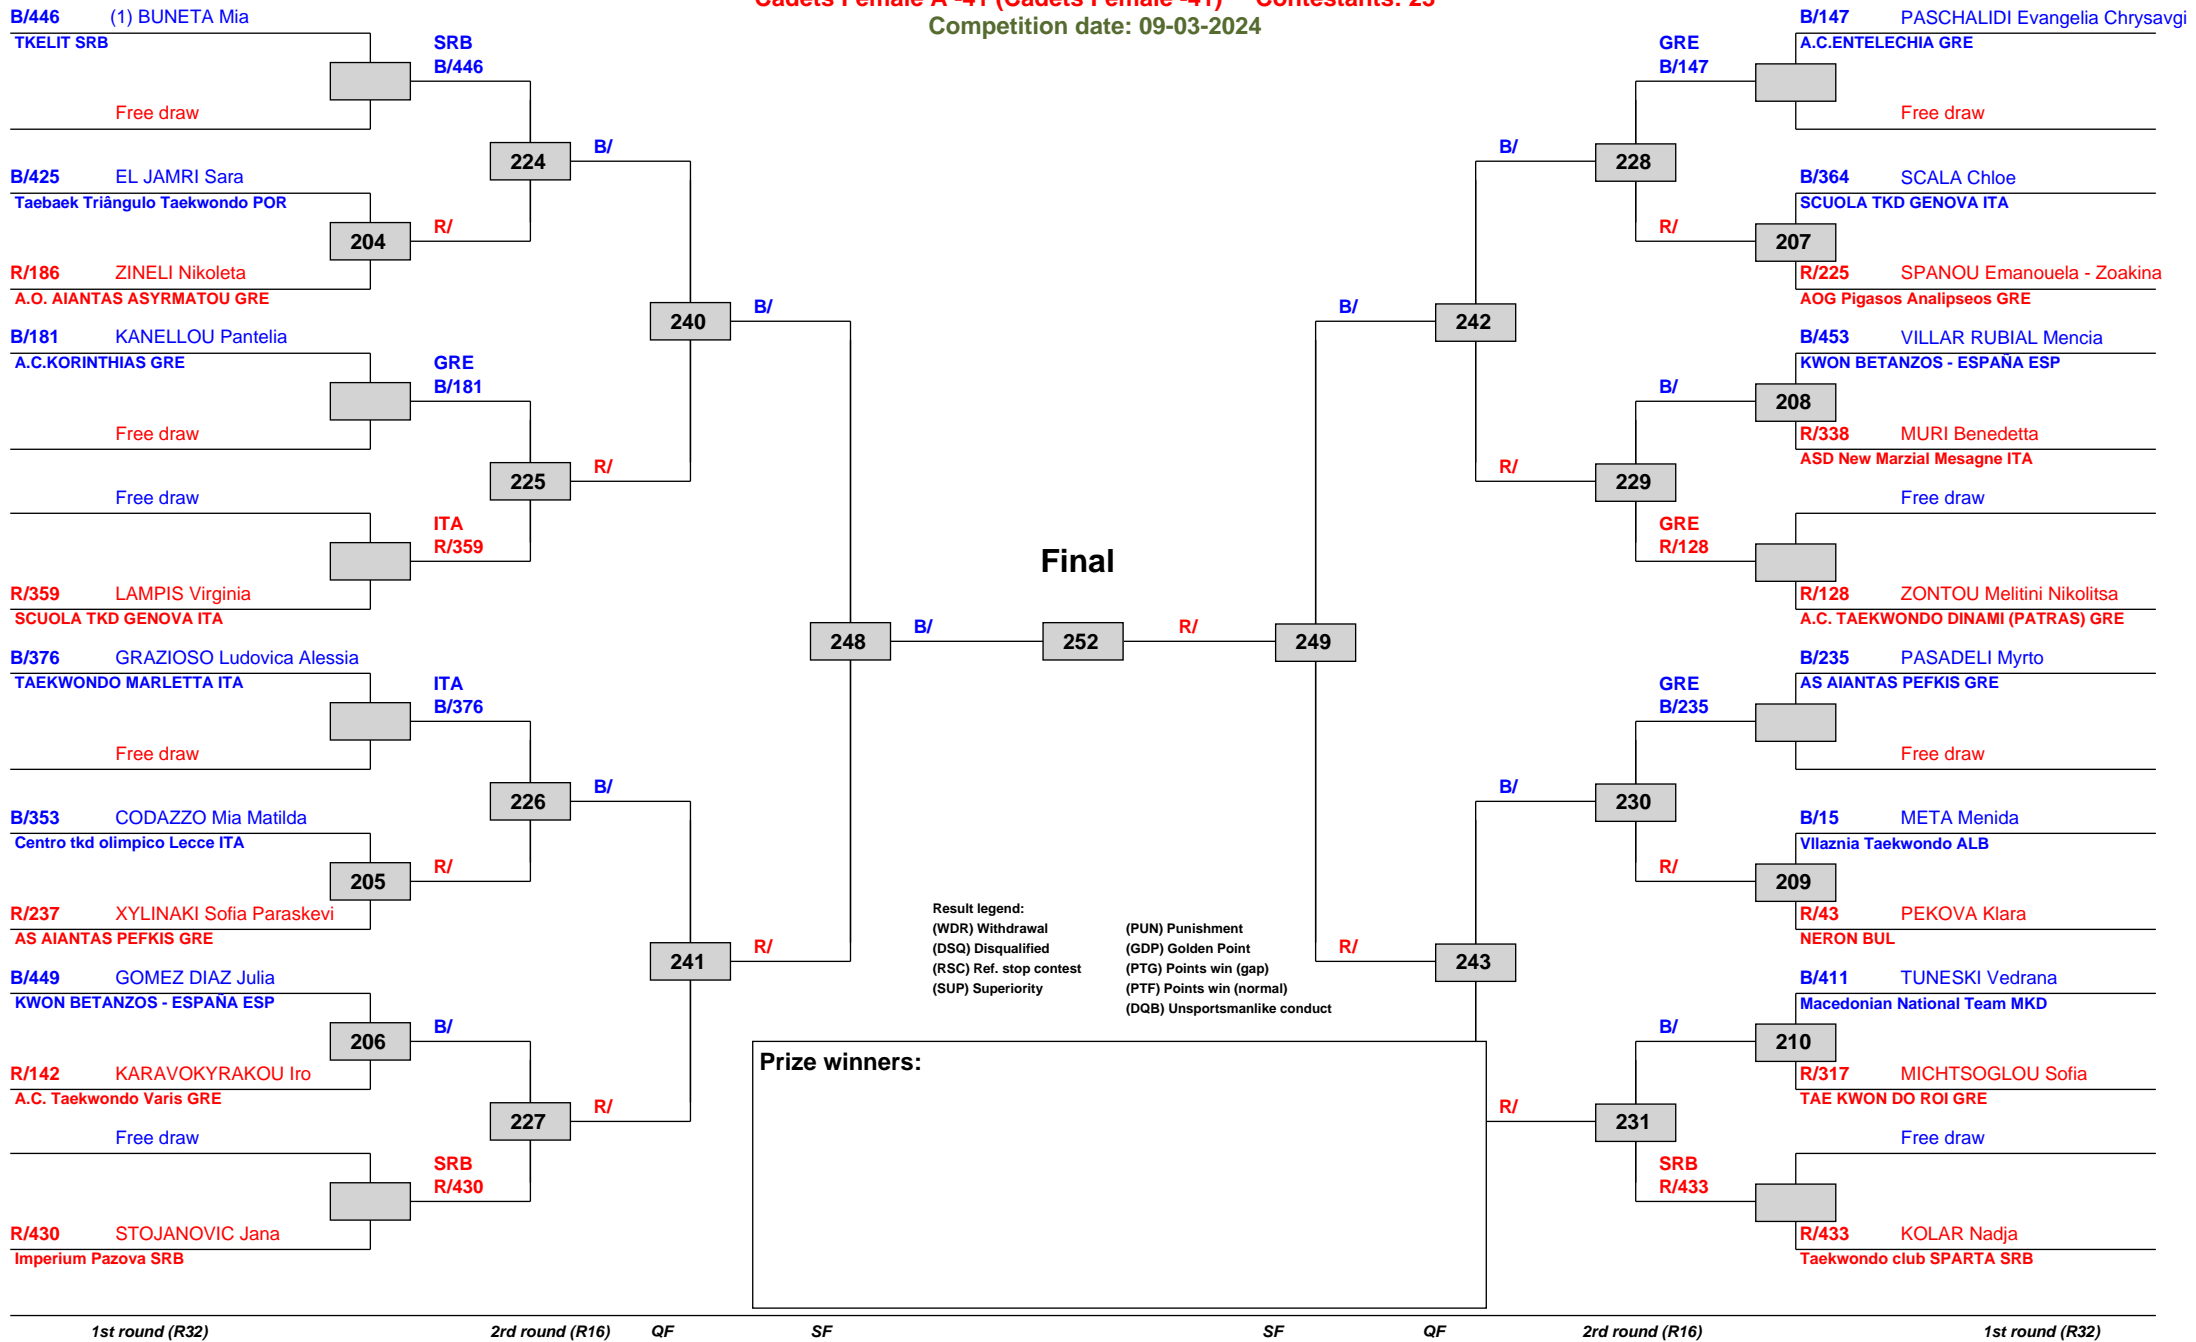 Cadets Female A -41 (Cadets Female -41) Contestants: 23
Competition date: 09-03-2024
B/446 (1) BUNETA Mia
TKELIT SRB
SRB
B/446
Free draw
224
B/
B/425 EL JAMRI Sara
Taebaek Triângulo Taekwondo POR
204
R/
R/186 ZINELI Nikoleta
A.O. AIANTAS ASYRMATOU GRE
240
B/
B/181 KANELLOU Pantelia
A.C.KORINTHIAS GRE
GRE
B/181
Free draw
225
R/
Free draw
ITA
R/359
R/359 LAMPIS Virginia
SCUOLA TKD GENOVA ITA
248
B/
B/376 GRAZIOSO Ludovica Alessia
TAEKWONDO MARLETTA ITA
ITA
B/376
Free draw
226
B/
B/353 CODAZZO Mia Matilda
Centro tkd olimpico Lecce ITA
205
R/
R/237 XYLINAKI Sofia Paraskevi
AS AIANTAS PEFKIS GRE
241
R/
B/449 GOMEZ DIAZ Julia
KWON BETANZOS - ESPAÑA ESP
206
B/
R/142 KARAVOKYRAKOU Iro
A.C. Taekwondo Varis GRE
227
R/
Free draw
SRB
R/430
R/430 STOJANOVIC Jana
Imperium Pazova SRB
Final
252
R/
249
B/147 PASCHALIDI Evangelia Chrysavgi
A.C.ENTELECHIA GRE
GRE
B/147
Free draw
B/
228
B/364 SCALA Chloe
SCUOLA TKD GENOVA ITA
R/
207
R/225 SPANOU Emanouela - Zoakina
AOG Pigasos Analipseos GRE
B/
242
B/453 VILLAR RUBIAL Mencia
KWON BETANZOS - ESPAÑA ESP
B/
208
R/338 MURI Benedetta
ASD New Marzial Mesagne ITA
R/
229
Free draw
GRE
R/128
R/128 ZONTOU Melitini Nikolitsa
A.C. TAEKWONDO DINAMI (PATRAS) GRE
B/235 PASADELI Myrto
AS AIANTAS PEFKIS GRE
GRE
B/235
Free draw
B/
230
B/15 META Menida
Vllaznia Taekwondo ALB
R/
209
R/43 PEKOVA Klara
NERON BUL
R/
243
B/411 TUNESKI Vedrana
Macedonian National Team MKD
B/
210
R/317 MICHTSOGLOU Sofia
TAE KWON DO ROI GRE
R/
231
Free draw
SRB
R/433
R/433 KOLAR Nadja
Taekwondo club SPARTA SRB
Result legend:
(WDR) Withdrawal (PUN) Punishment
(DSQ) Disqualified (GDP) Golden Point
(RSC) Ref. stop contest (PTG) Points win (gap)
(SUP) Superiority (PTF) Points win (normal)
(DQB) Unsportsmanlike conduct
Prize winners:
1st round (R32) 2rd round (R16) QF SF SF QF 2rd round (R16) 1st round (R32)